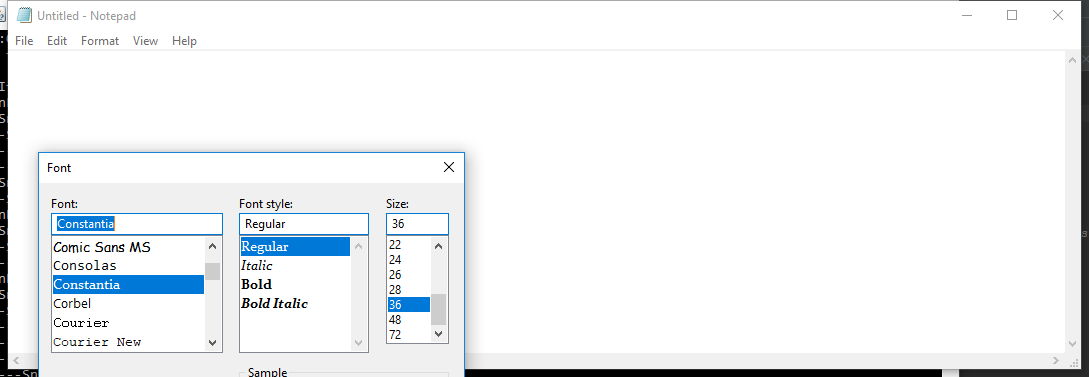 Untitled - Notepad
File Edit Format View Help
Font
Font: Font style: Size:
Constantia Regular 36
Comic Sans MS
Consolas
Constantia
Corbel
Courier
Courier New
Regular
Italic
Bold
Bold Italic
22
24
26
28
36
48
72
Sample